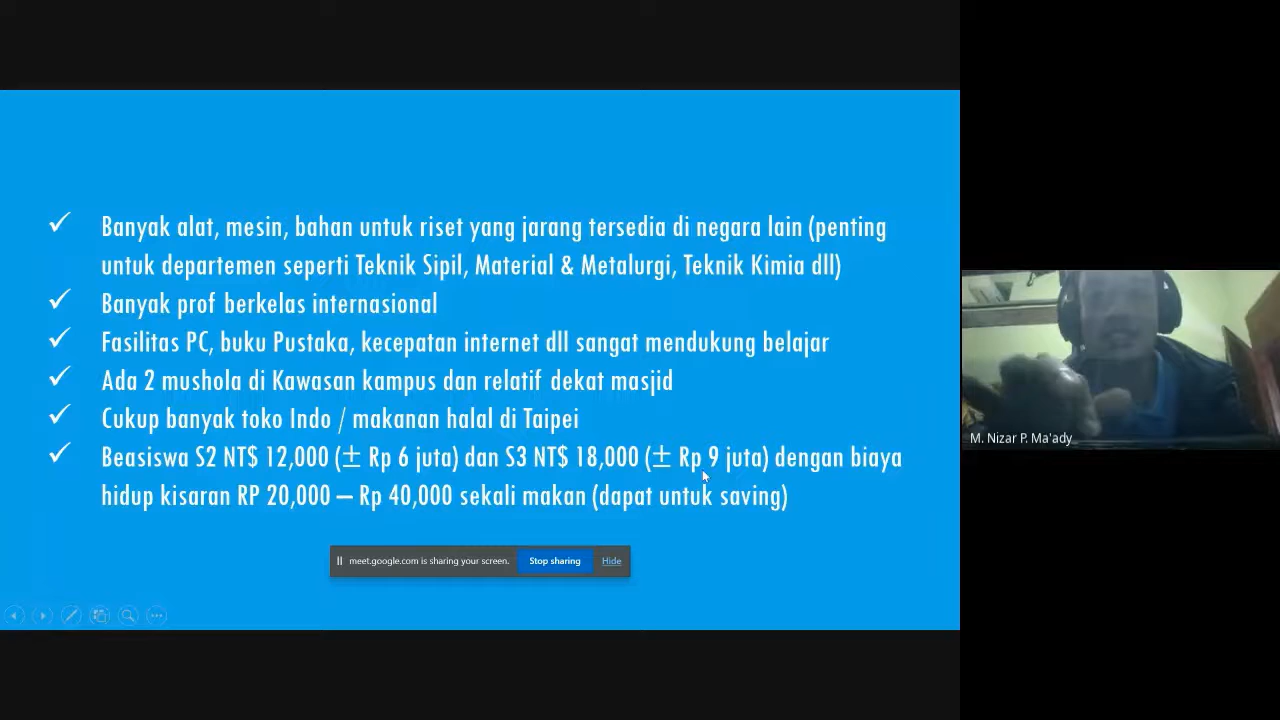 Banyak alat, mesin, bahan untuk riset yang jarang tersedia di negara lain (penting
untuk departemen seperti Teknik Sipil, Material & Metalurgi, Teknik Kimia dll)
Banyak prof berkelas internasional
Fasilitas PC, buku Pustaka, kecepatan internet dll sangat mendukung belajar
Ada 2 mushola di Kawasan kampus dan relatif dekat masjid
Cukup banyak toko Indo / makanan halal di Taipei
Beasiswa S2 NT$ 12,000 (± Rp 6 juta) dan S3 NT$ 18,000 (± Rp 9 juta) dengan biaya
hidup kisaran RP 20,000 – Rp 40,000 sekali makan (dapat untuk saving)
meet.google.com is sharing your screen. Stop sharing Hide
M. Nizar P. Ma'ady